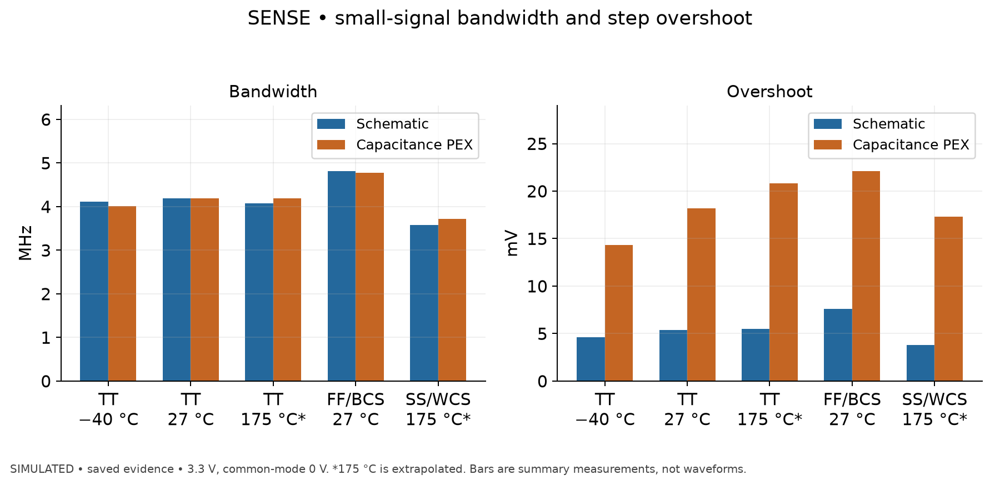 SENSE • small-signal bandwidth and step overshoot
Bandwidth
6
5
4
3
2
1
0
MHz
Schematic
Capacitance PEX
TT
−40 °C
TT
27 °C
TT
175 °C*
FF/BCS
27 °C
SS/WCS
175 °C*
Overshoot
25
20
15
10
5
0
mV
Schematic
Capacitance PEX
TT
−40 °C
TT
27 °C
TT
175 °C*
FF/BCS
27 °C
SS/WCS
175 °C*
SIMULATED • saved evidence • 3.3 V, common-mode 0 V. *175 °C is extrapolated. Bars are summary measurements, not waveforms.